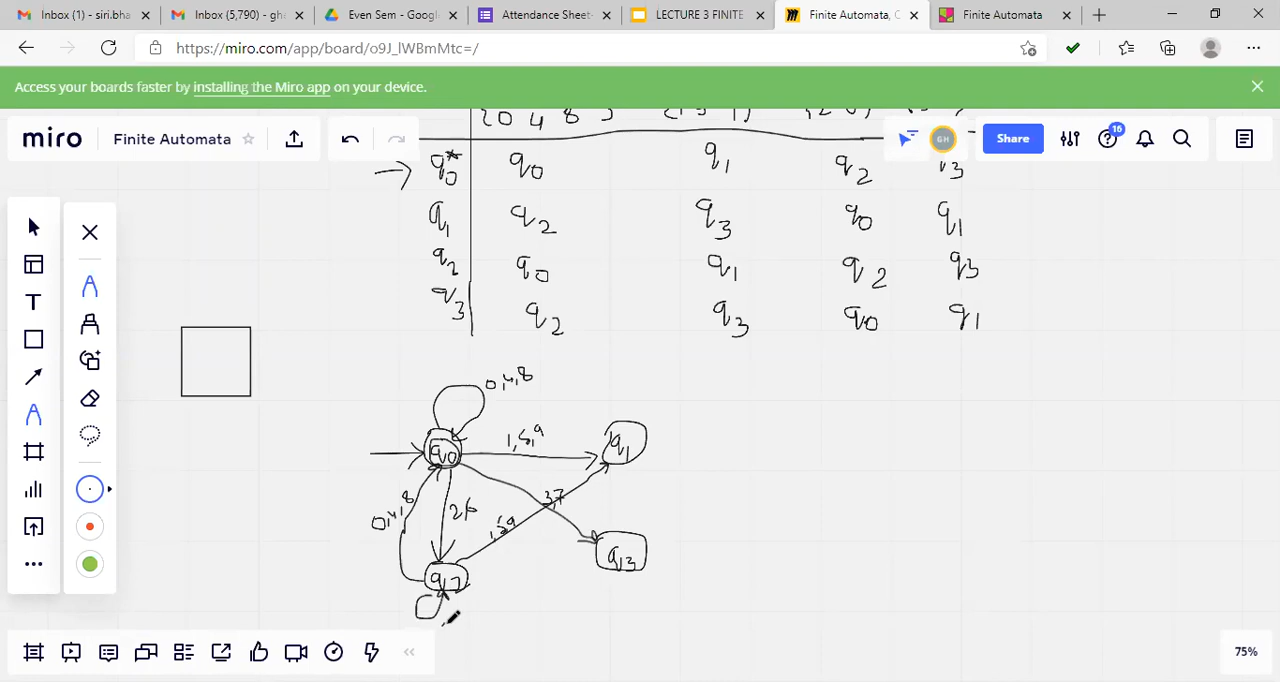 Inbox (1) - siri.bha
Inbox (5,790) - gha
Even Sem - Google
Attendance Sheet-
LECTURE 3 FINITE
Finite Automata, C
Finite Automata
https://miro.com/app/board/o9J_lWBmMtc=/
Access your boards faster by installing the Miro app on your device.
miro
Finite Automata
GH
Share
16
{0 4 8
q0* q0 q1 q2 q3
q1 q2 q3 q0 q1
q2 q0 q1 q2 q3
q3 q2 q3 q0 q1
0,4,8
q0
1,5,9
q1
0,4,8
2,6
1,5,9
3,7
q2
q3
T
75%